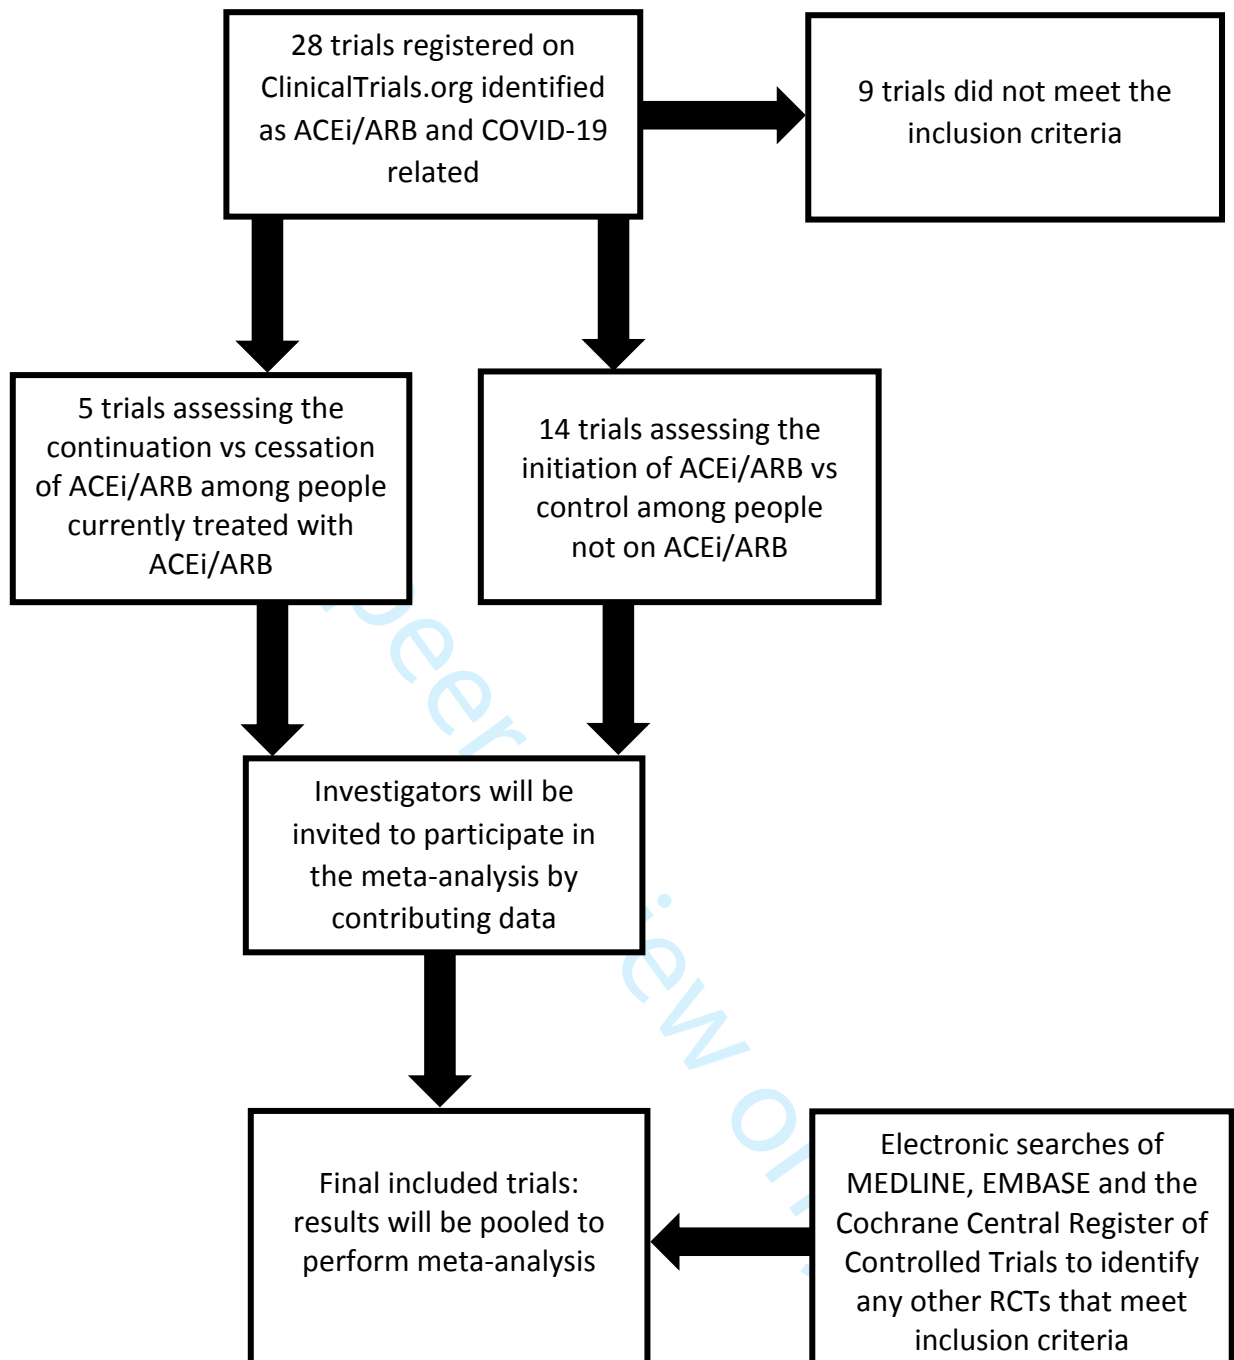 28 trials registered on
ClinicalTrials.org identified
as ACEi/ARB and COVID-19
related
9 trials did not meet the
inclusion criteria
5 trials assessing the
continuation vs cessation
of ACEi/ARB among people
currently treated with
ACEi/ARB
14 trials assessing the
initiation of ACEi/ARB vs
control among people
not on ACEi/ARB
Investigators will be
invited to participate in
the meta-analysis by
contributing data
Final included trials:
results will be pooled to
perform meta-analysis
Electronic searches of
MEDLINE, EMBASE and the
Cochrane Central Register of
Controlled Trials to identify
any other RCTs that meet
inclusion criteria